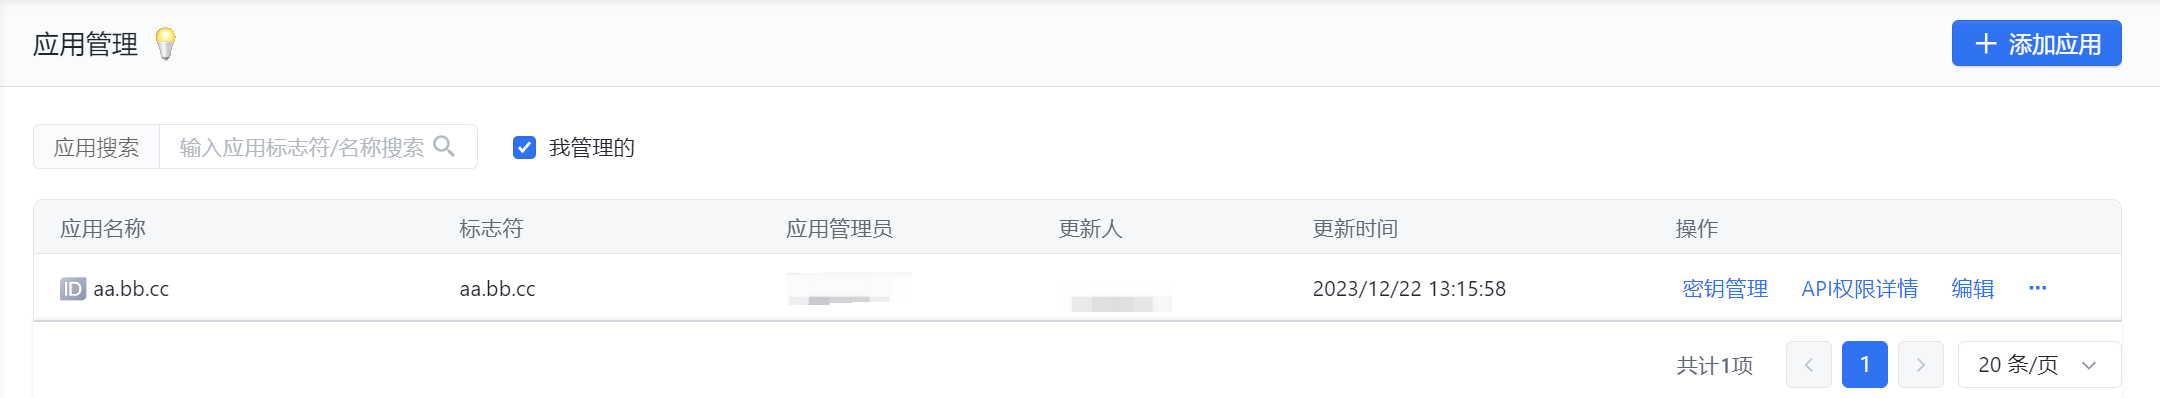 应用管理
添加应用
应用搜索 输入应用标志符/名称搜索 我管理的
应用名称 标志符 应用管理员 更新人 更新时间 操作
ID aa.bb.cc aa.bb.cc 2023/12/22 13:15:58 密钥管理 API权限详情 编辑 ···
共计1项 1 20 条/页